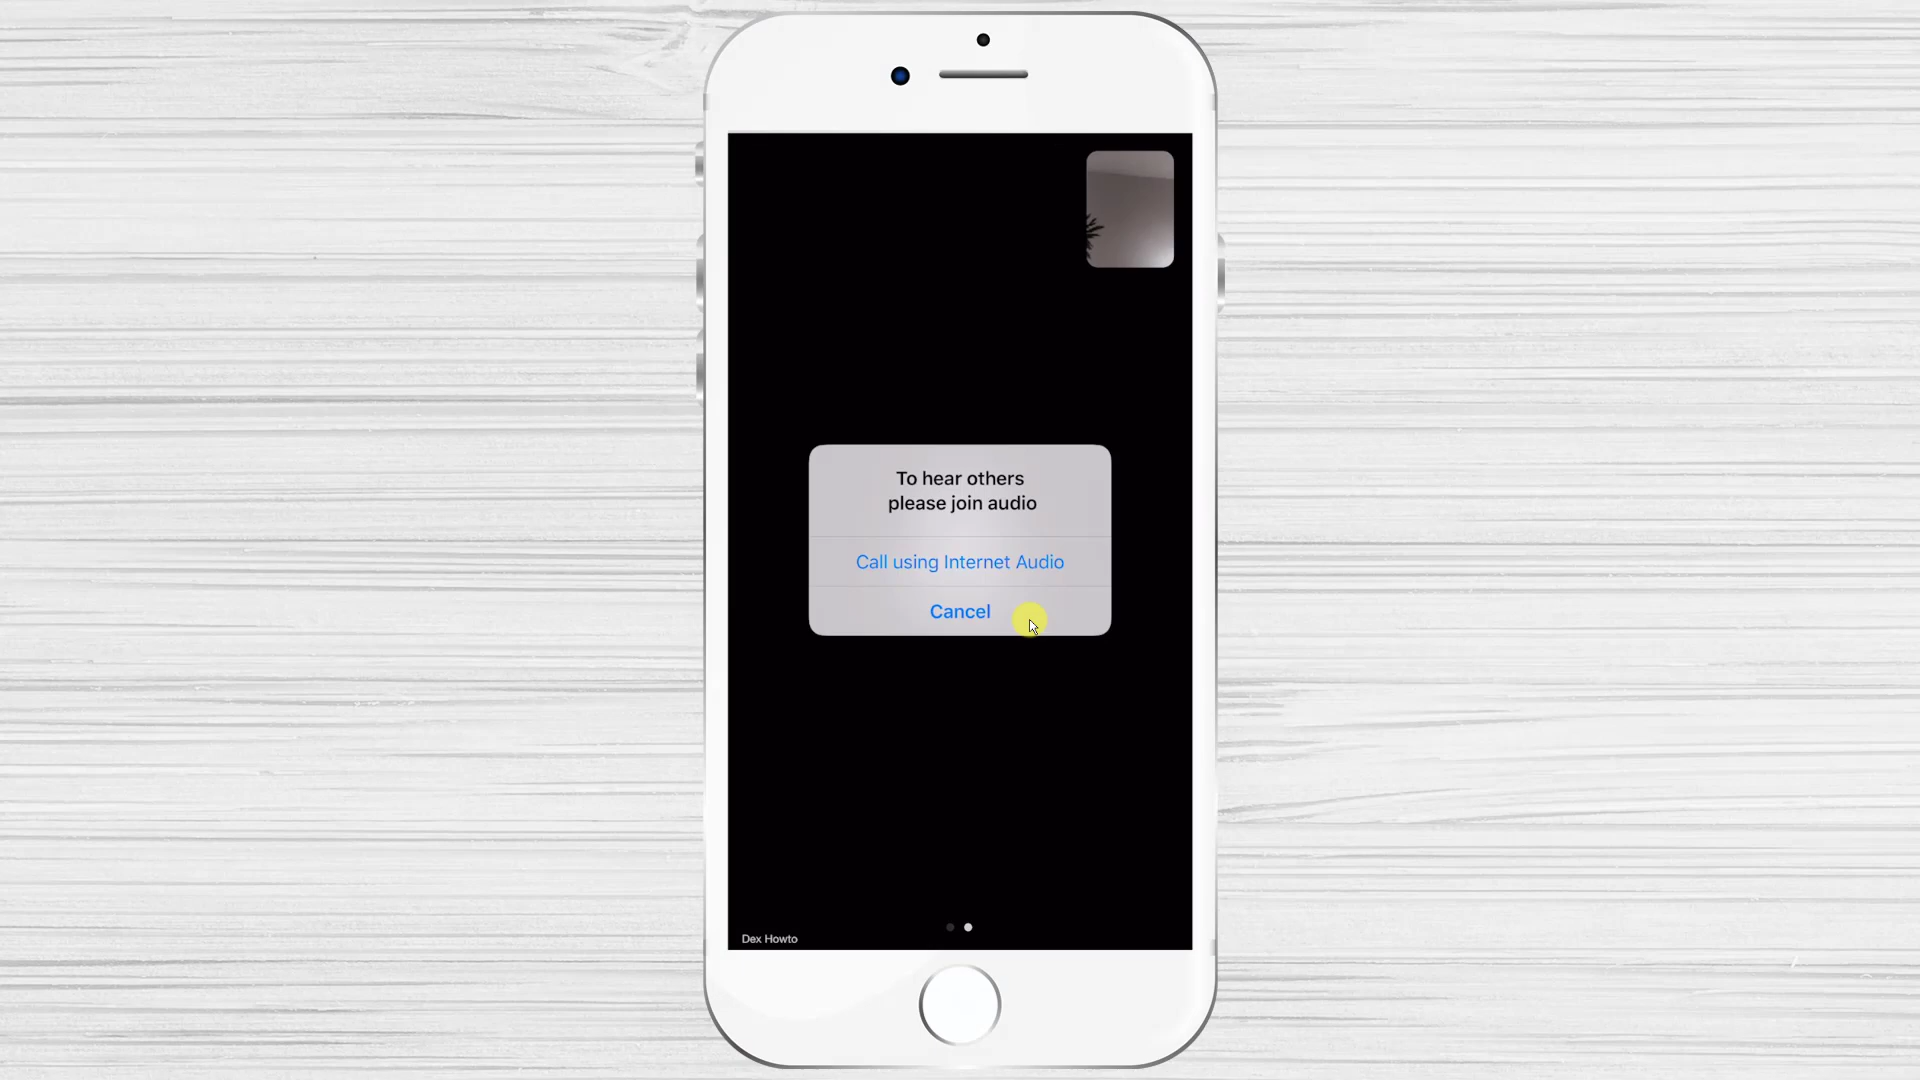 To hear others
please join audio
Call using Internet Audio
Cancel
Dex Howto